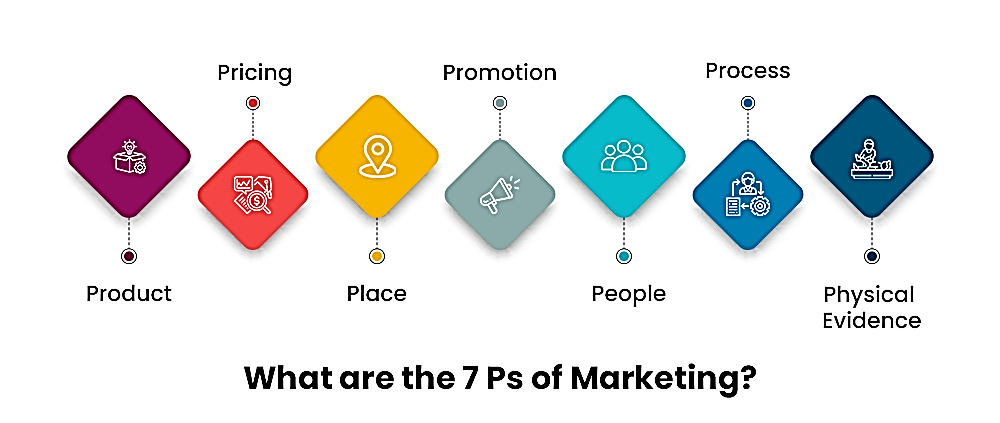 Pricing
Promotion
Process
Product
Place
People
Physical
Evidence
What are the 7 Ps of Marketing?